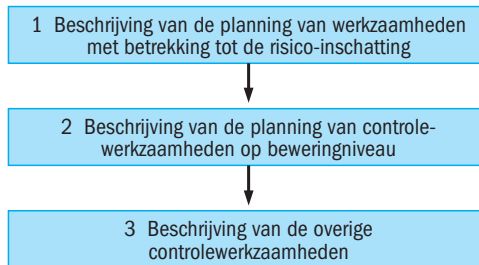 1 Beschrijving van de planning van werkzaamheden
met betrekking tot de risico-inschatting
2 Beschrijving van de planning van controle-
werkzaamheden op beweringniveau
3 Beschrijving van de overige
controlewerkzaamheden